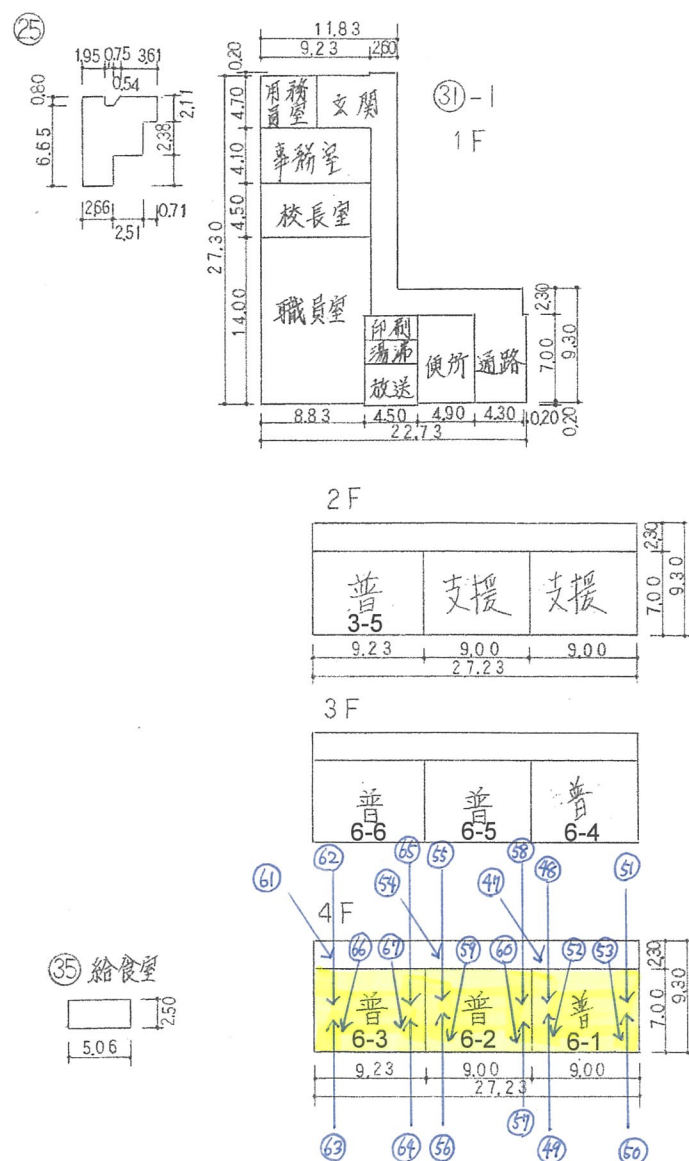 ㉕
1.95 0.75 3.61
0.54
0.80
6.65
2.11
2.38
2.66
2.51
0.71
11.83
9.23 2.60
0.20
4.70
4.10
4.50
14.00
27.30
用務員室
玄関
事務室
校長室
職員室
印刷
湯沸
放送
便所
通路
㉛-1
1F
2.30
7.00
9.30
0.20
8.83 4.50 4.90 4.30 0.20
22.73
2F
普
3-5
支援
支援
2.30
7.00
9.30
9.23 9.00 9.00
27.23
3F
普
6-6
普
6-5
普
6-4
62 65 55 58 48 51
61 54 47
4F
66 67 59 60 52 53
普
6-3
普
6-2
普
6-1
2.30
7.00
9.30
9.23 9.00 9.00
27.23
63 64 56 57 49 50
㉟ 給食室
2.50
5.06